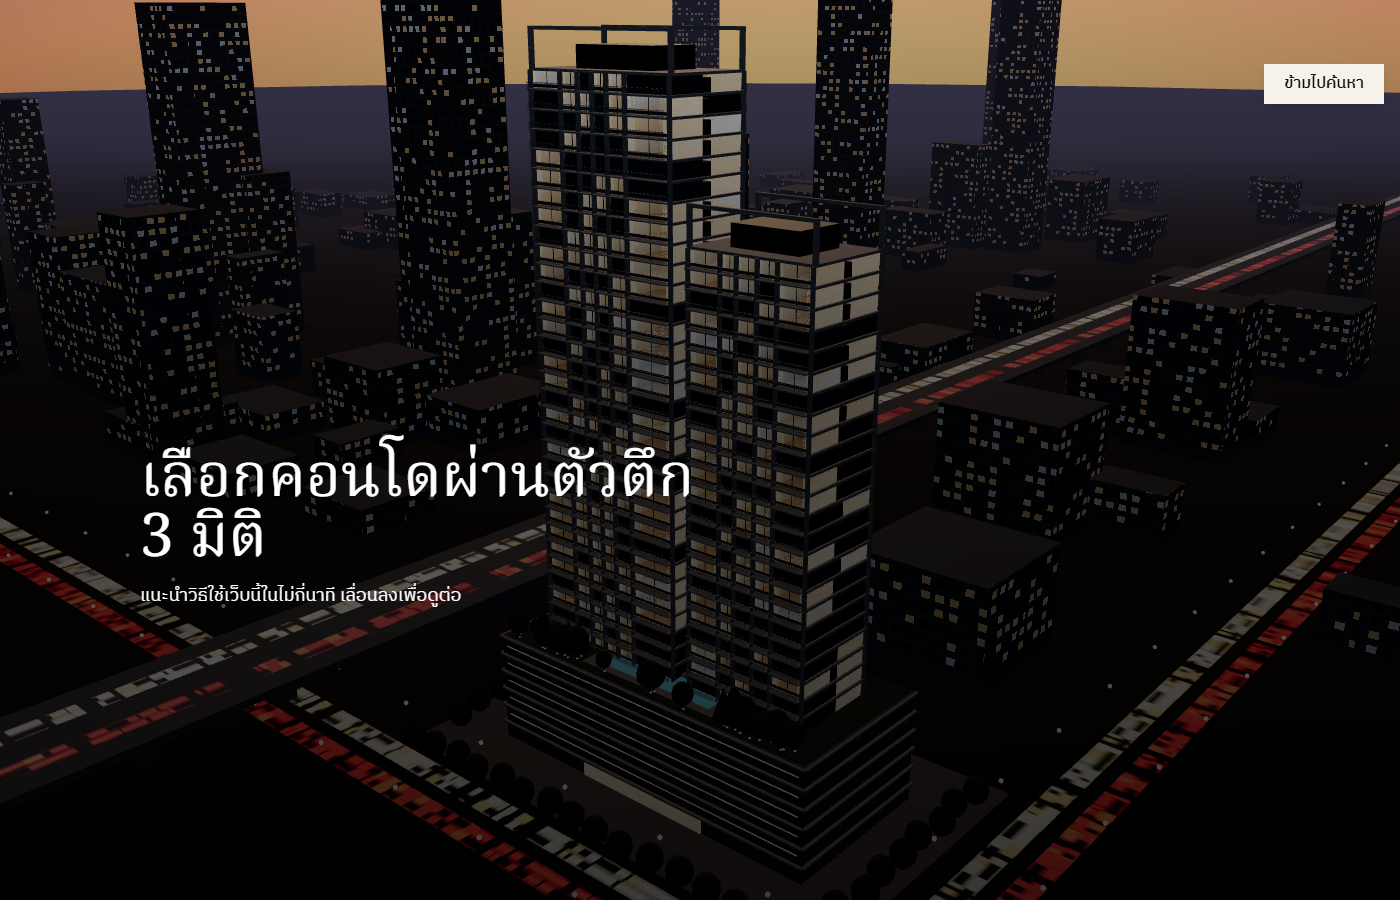 ข้ามไปค้นหา
เลือกคอนโดผ่านตัวตึก
3 มิติ
แนะนำวิธีใช้เว็บนี้ในไม่กี่นาที เลื่อนลงเพื่อดูต่อ